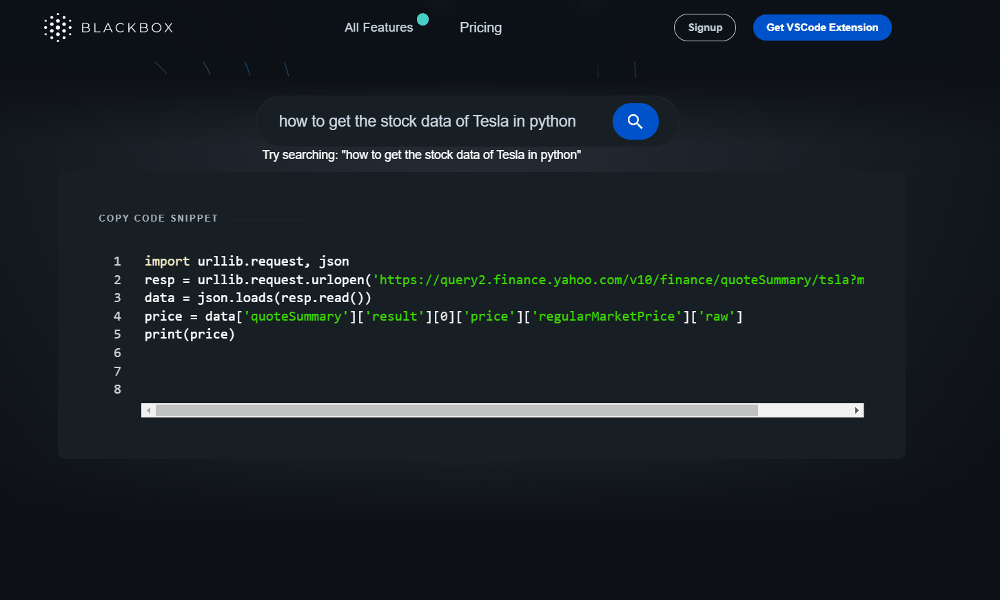 BLACKBOX
All Features
Pricing
Signup
Get VSCode Extension
how to get the stock data of Tesla in python
Try searching: "how to get the stock data of Tesla in python"
COPY CODE SNIPPET
1 import urllib.request, json
2 resp = urllib.request.urlopen('https://query2.finance.yahoo.com/v10/finance/quoteSummary/tsla?m
3 data = json.loads(resp.read())
4 price = data['quoteSummary']['result'][0]['price']['regularMarketPrice']['raw']
5 print(price)
6
7
8